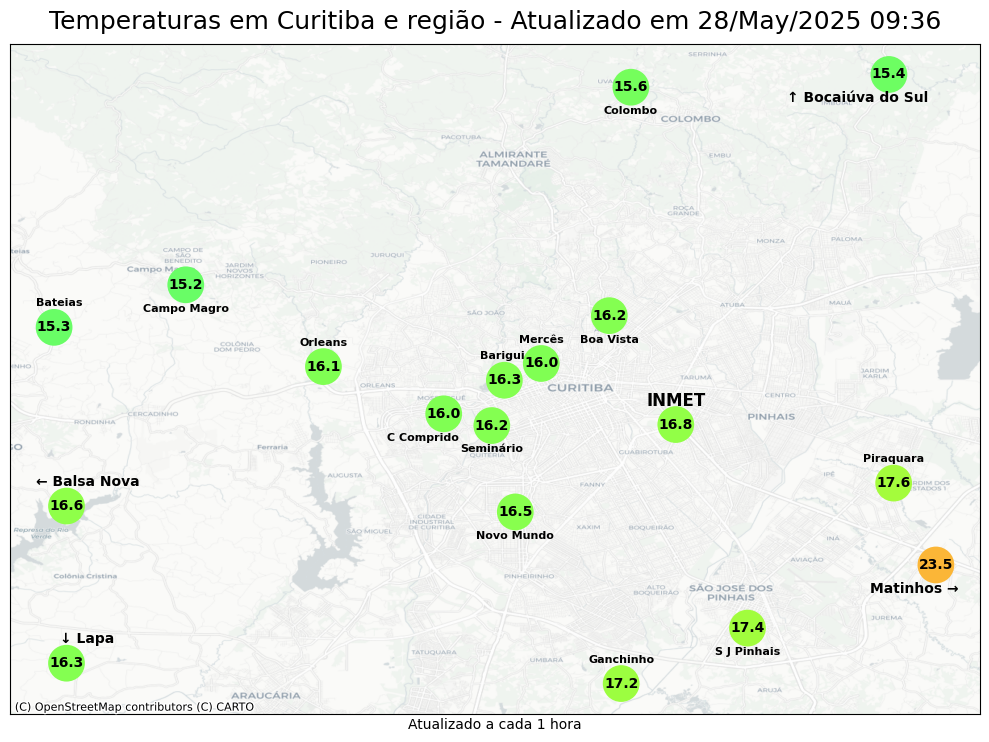 Temperaturas em Curitiba e região - Atualizado em 28/May/2025 09:36
SERRINHA
15.4
15.6
↑ Bocaiúva do Sul
Colombo
COLOMBO
PACOTUBA
ALMIRANTE
TAMANDARÉ
EMBU
ROÇA
GRANDE
MONZA
PALOMA
CAMPO DE
SÃO
BENEDITO
JURUQUI
PIONEIRO
JARDIM
NOVOS
HORIZONTES
15.2
Campo Magro
Bateias
15.3
SÃO JOÃO
ATUBA
MAUÁ
16.2
Boa Vista
COLÔNIA
DOM PEDRO
Orleans
16.1
ORLEANS
Mercês
16.0
Barigui
16.3
CURITIBA
TARUMÃ
JARDIM
KARLA
CENTRO
PINHAIS
INMET
16.8
16.0
C Comprido
16.2
Seminário
CERCADINHO
RONDINHA
Ferraria
GUABIROTUBA
Piraquara
17.6
IPÊ
AUGUSTA
FANNY
← Balsa Nova
16.6
16.5
Novo Mundo
CIDADE
INDUSTRIAL
DE CURITIBA
SÃO MIGUEL
XAXIM
BOQUEIRÃO
INÁ
AVIAÇÃO
23.5
Matinhos →
Colônia Cristina
PINHEIRINHO
ALTO
BOQUEIRÃO
SÃO JOSÉ DOS
PINHAIS
JUREMA
17.4
S J Pinhais
↓ Lapa
16.3
TATUQUARA
UMBARÁ
Ganchinho
17.2
ARUJÁ
ARAUCÁRIA
(C) OpenStreetMap contributors (C) CARTO
Atualizado a cada 1 hora